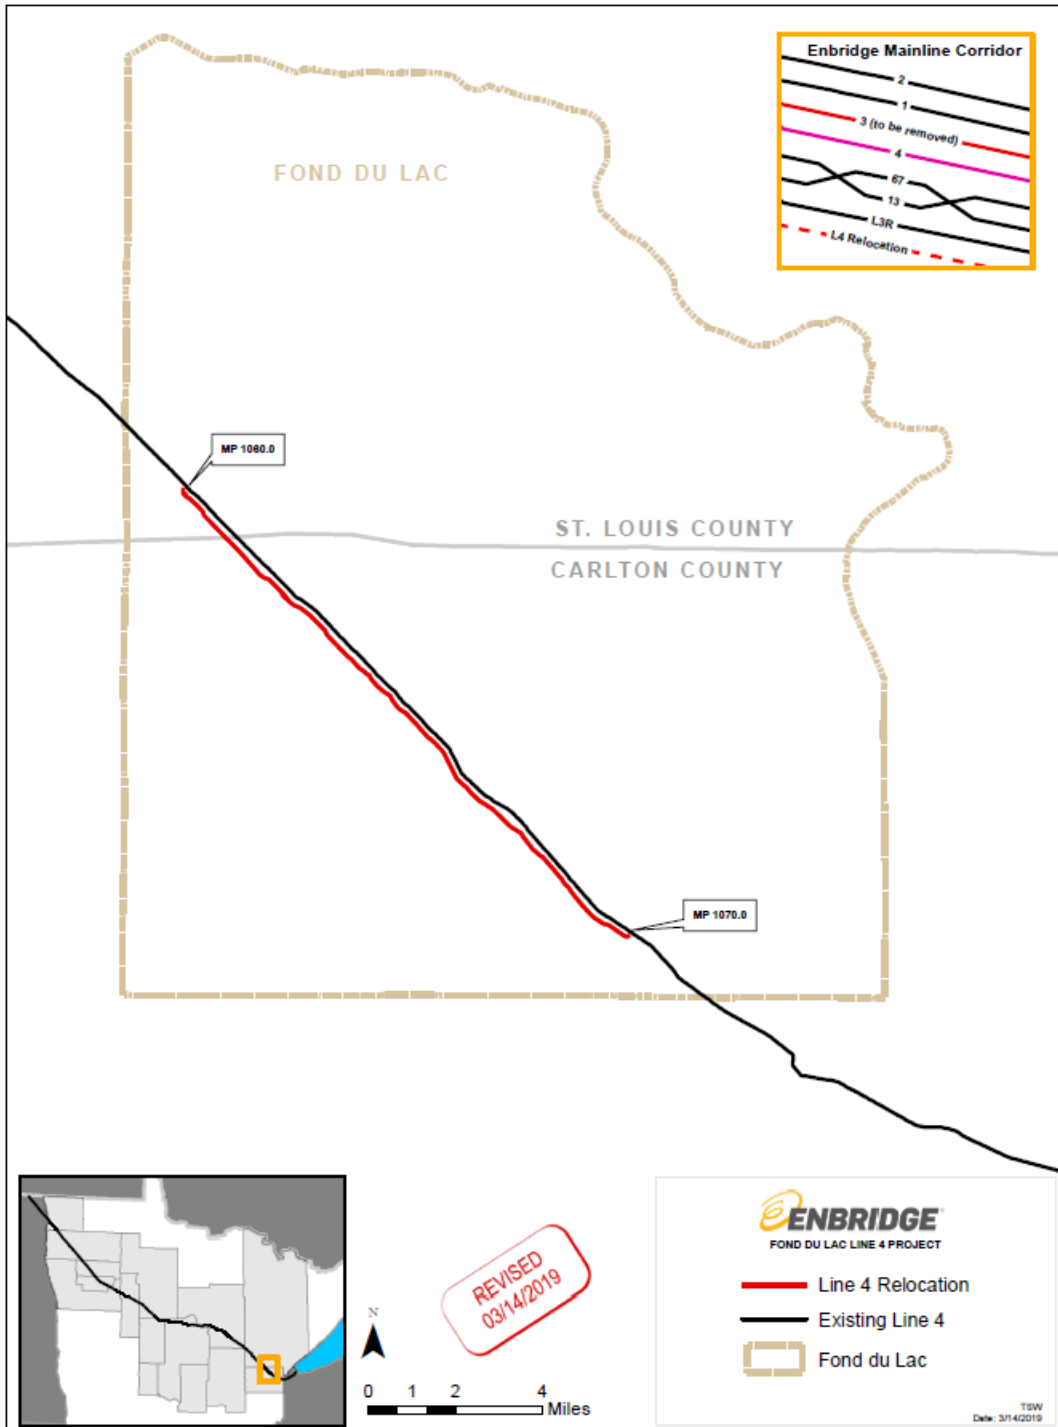 Enbridge Mainline Corridor
2
1
3 (to be removed)
4
67
13
L3R
L4 Relocation
FOND DU LAC
MP 1060.0
ST. LOUIS COUNTY
CARLTON COUNTY
MP 1070.0
REVISED
03/14/2019
N
0 1 2 4
Miles
ENBRIDGE
FOND DU LAC LINE 4 PROJECT
Line 4 Relocation
Existing Line 4
Fond du Lac
TSW
Date: 3/14/2019